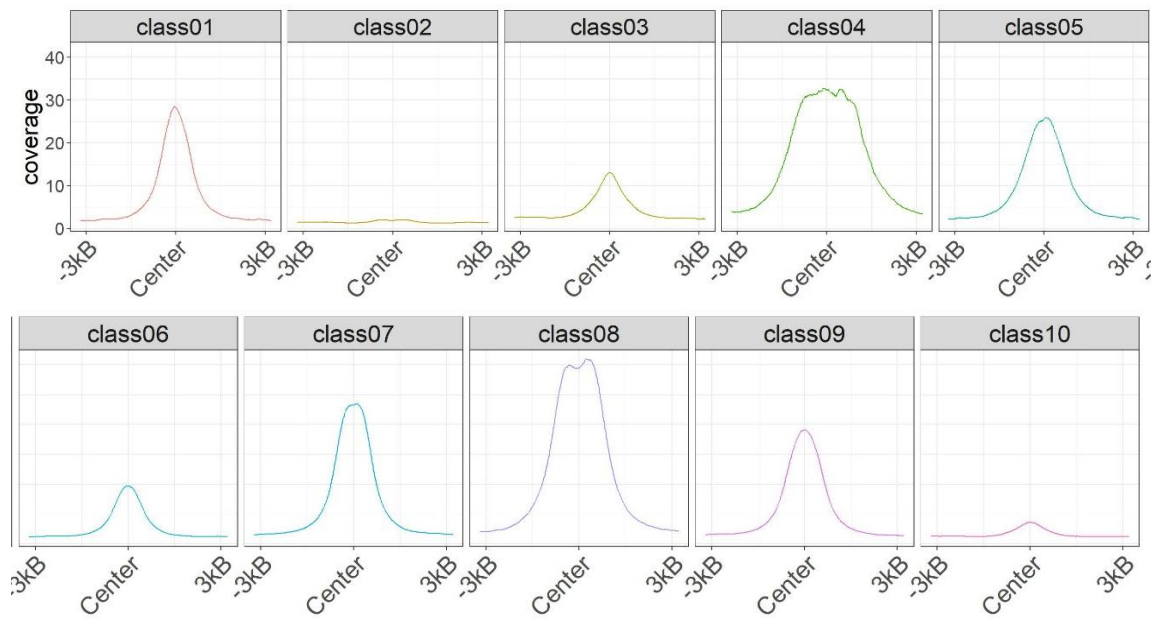 class01 class02 class03 class04 class05
40
30
20
10
0
coverage
-3kB Center 3kB -3kB Center 3kB -3kB Center 3kB -3kB Center 3kB -3kB Center 3kB
class06 class07 class08 class09 class10
-3kB Center 3kB -3kB Center 3kB -3kB Center 3kB -3kB Center 3kB -3kB Center 3kB